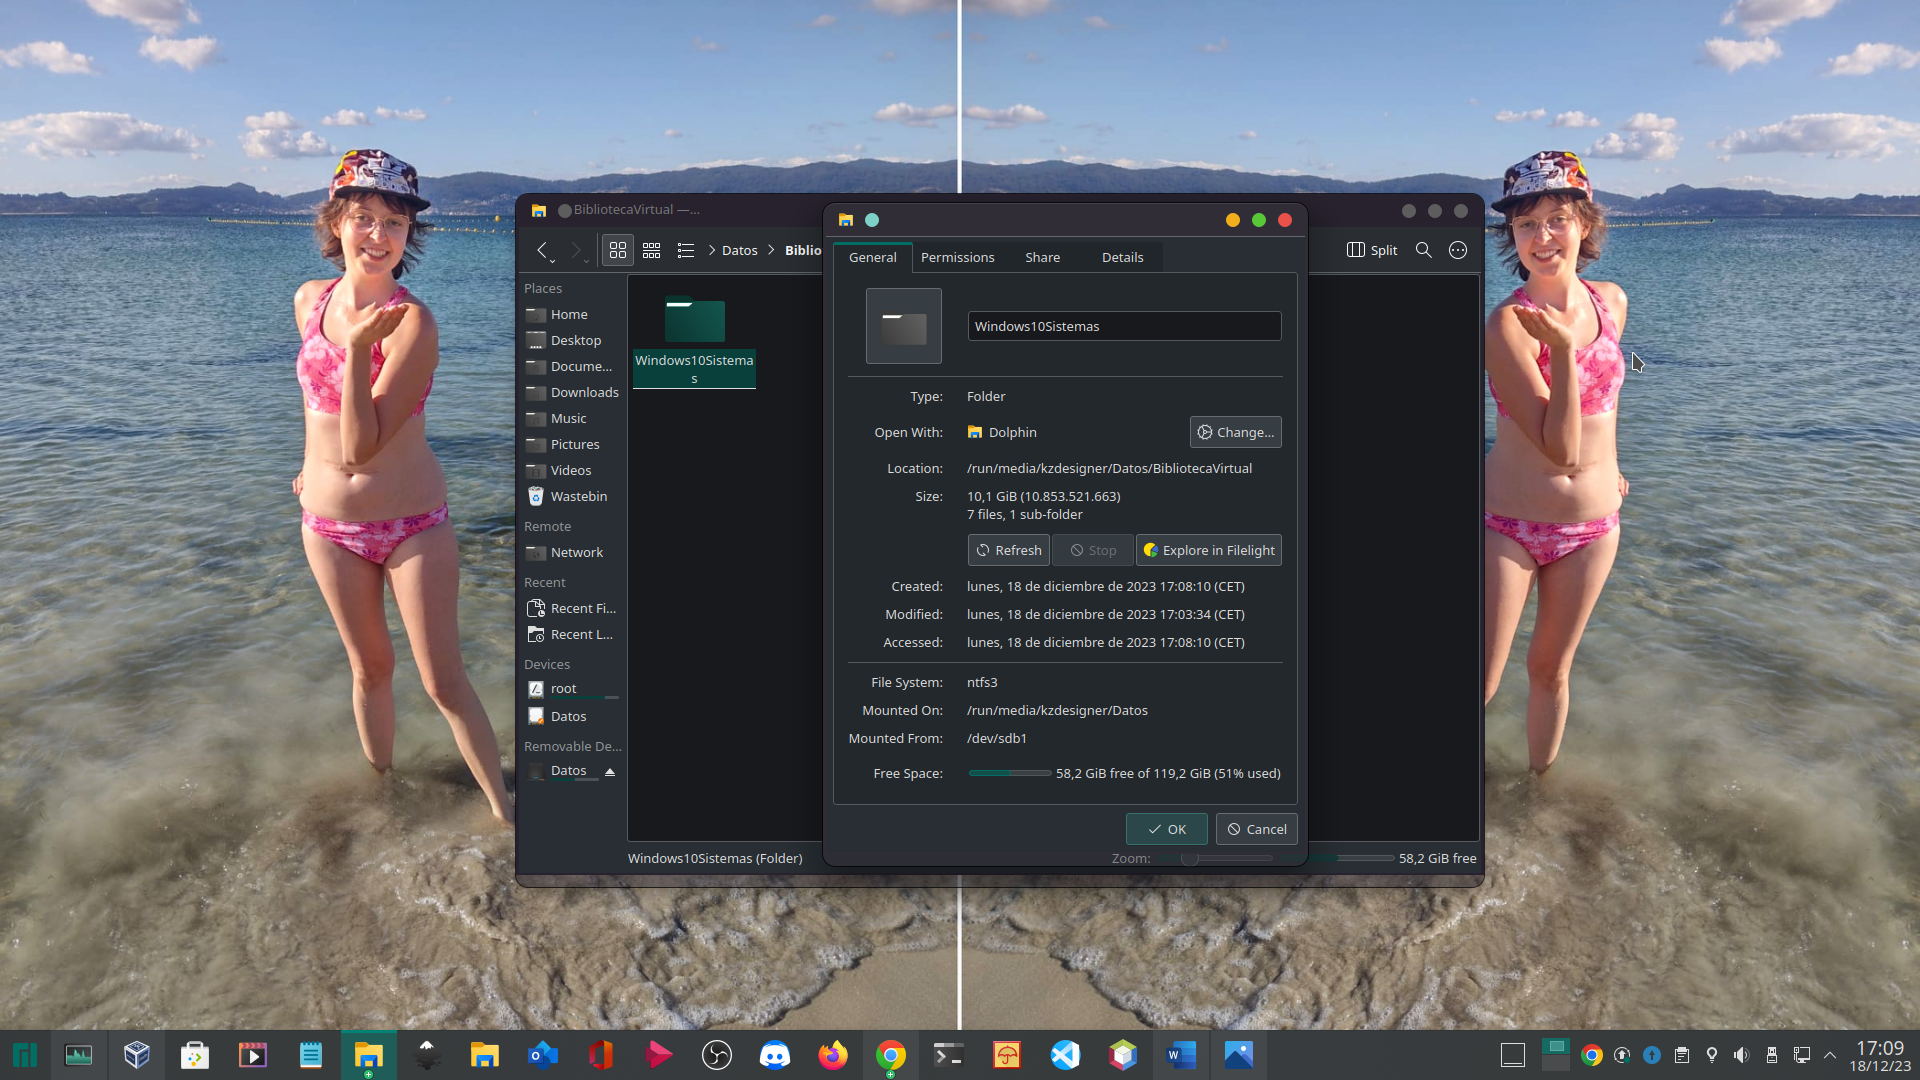 BibliotecaVirtual —...
Datos
Biblio
Split
Places
Home
Desktop
Docume...
Downloads
Music
Pictures
Videos
Wastebin
Remote
Network
Recent
Recent Fi...
Recent L...
Devices
root
Datos
Removable De...
Datos
Windows10Sistema
s
General Permissions Share Details
Windows10Sistemas
Type: Folder
Open With: Dolphin Change...
Location: /run/media/kzdesigner/Datos/BibliotecaVirtual
Size: 10,1 GiB (10.853.521.663)
7 files, 1 sub-folder
Refresh Stop Explore in Filelight
Created: lunes, 18 de diciembre de 2023 17:08:10 (CET)
Modified: lunes, 18 de diciembre de 2023 17:03:34 (CET)
Accessed: lunes, 18 de diciembre de 2023 17:08:10 (CET)
File System: ntfs3
Mounted On: /run/media/kzdesigner/Datos
Mounted From: /dev/sdb1
Free Space: 58,2 GiB free of 119,2 GiB (51% used)
OK Cancel
Windows10Sistemas (Folder) Zoom: 58,2 GiB free
17:09
18/12/23